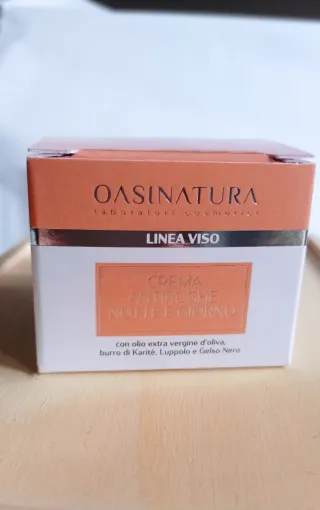 OASINATURA
laboratori cosmetici
LINEA VISO
CREMA
NOTTE E GIORNO
con olio extra vergine d'oliva,
burro di Karitè, Luppolo e Gelso Nero